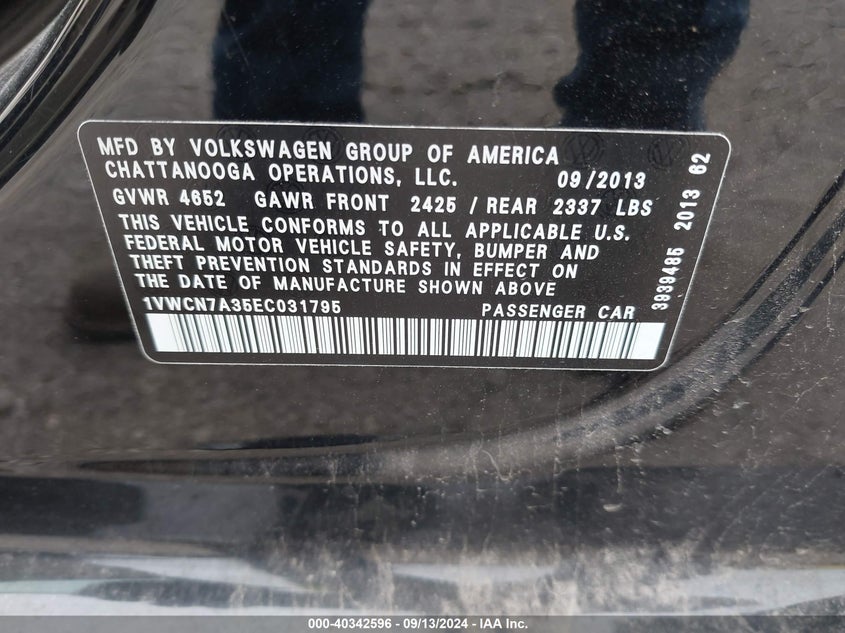 MFD BY VOLKSWAGEN GROUP OF AMERICA
CHATTANOOGA OPERATIONS, LLC. 09/2013
GVWR 4652 GAWR FRONT 2425 / REAR 2337 LBS
THIS VEHICLE CONFORMS TO ALL APPLICABLE U.S.
FEDERAL MOTOR VEHICLE SAFETY, BUMPER AND
THEFT PREVENTION STANDARDS IN EFFECT ON
THE DATE OF MANUFACTURE SHOWN ABOVE
1VWCN7A35EC031795 PASSENGER CAR
3939485 2013 62
000-40342596 - 09/13/2024 - IAA Inc.